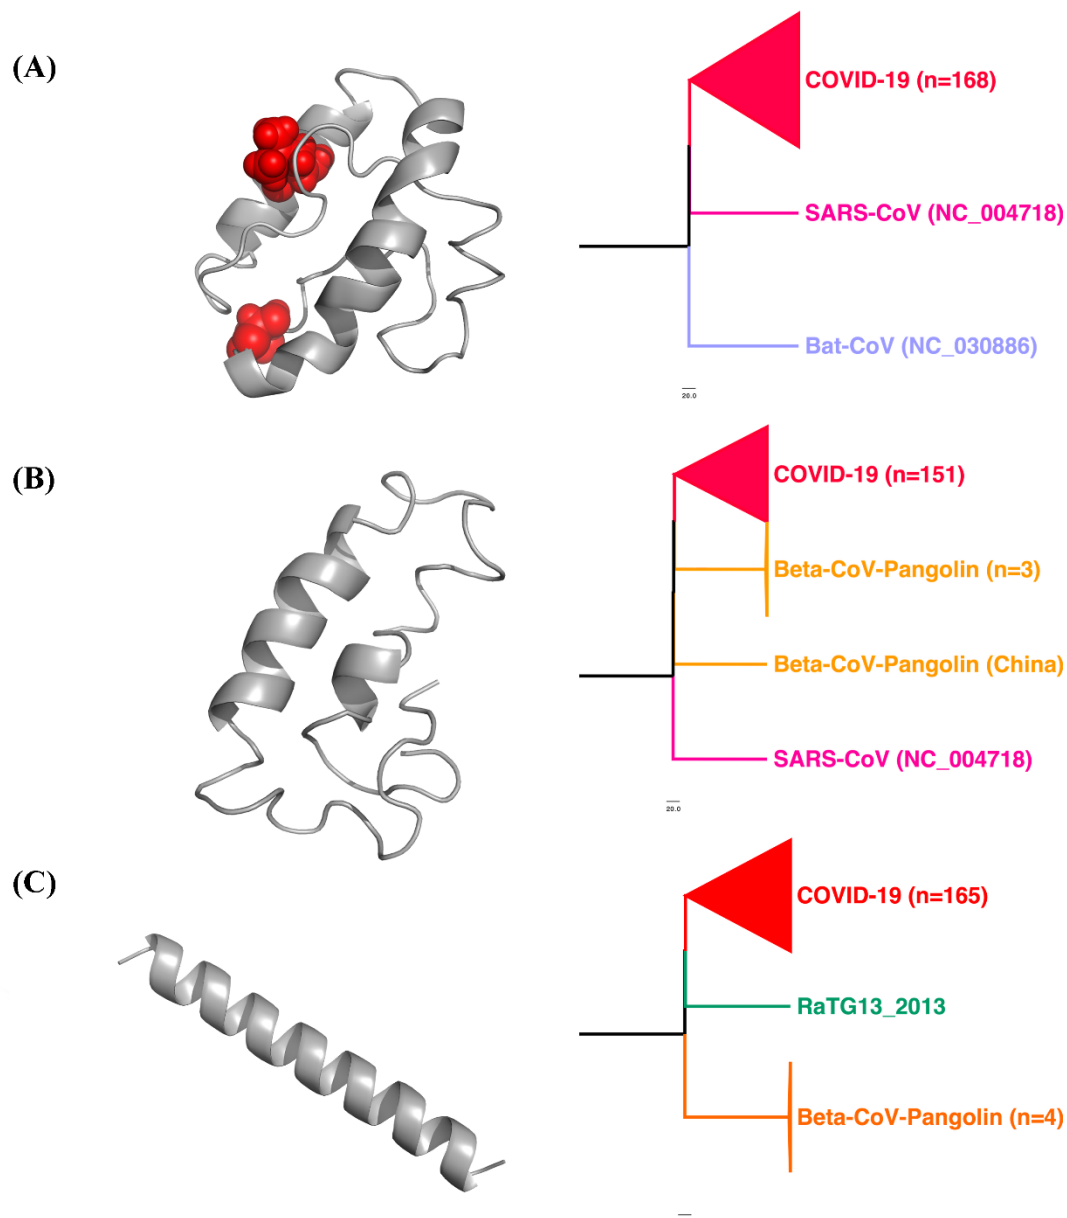 (A)
COVID-19 (n=168)
SARS-CoV (NC_004718)
Bat-CoV (NC_030886)
20.0
(B)
COVID-19 (n=151)
Beta-CoV-Pangolin (n=3)
Beta-CoV-Pangolin (China)
SARS-CoV (NC_004718)
20.0
(C)
COVID-19 (n=165)
RaTG13_2013
Beta-CoV-Pangolin (n=4)